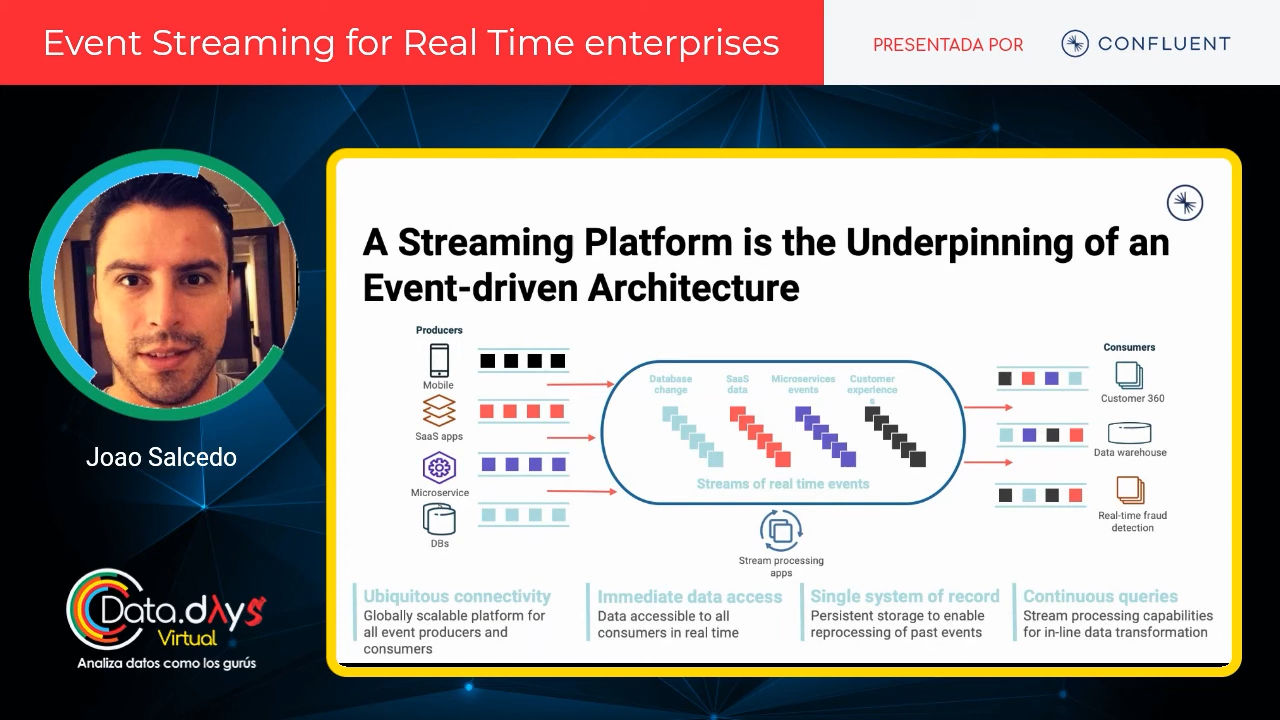 Event Streaming for Real Time enterprises
PRESENTADA POR
CONFLUENT
A Streaming Platform is the Underpinning of an
Event-driven Architecture
Producers
Mobile
SaaS apps
Microservice
DBs
Database
change
SaaS
data
Microservices
events
Customer
experience
s
Streams of real time events
Stream processing
apps
Consumers
Customer 360
Data warehouse
Real-time fraud
detection
Ubiquitous connectivity
Globally scalable platform for
all event producers and
consumers
Immediate data access
Data accessible to all
consumers in real time
Single system of record
Persistent storage to enable
reprocessing of past events
Continuous queries
Stream processing capabilities
for in-line data transformation
Joao Salcedo
Data.dAys
Virtual
Analiza datos como los gurús